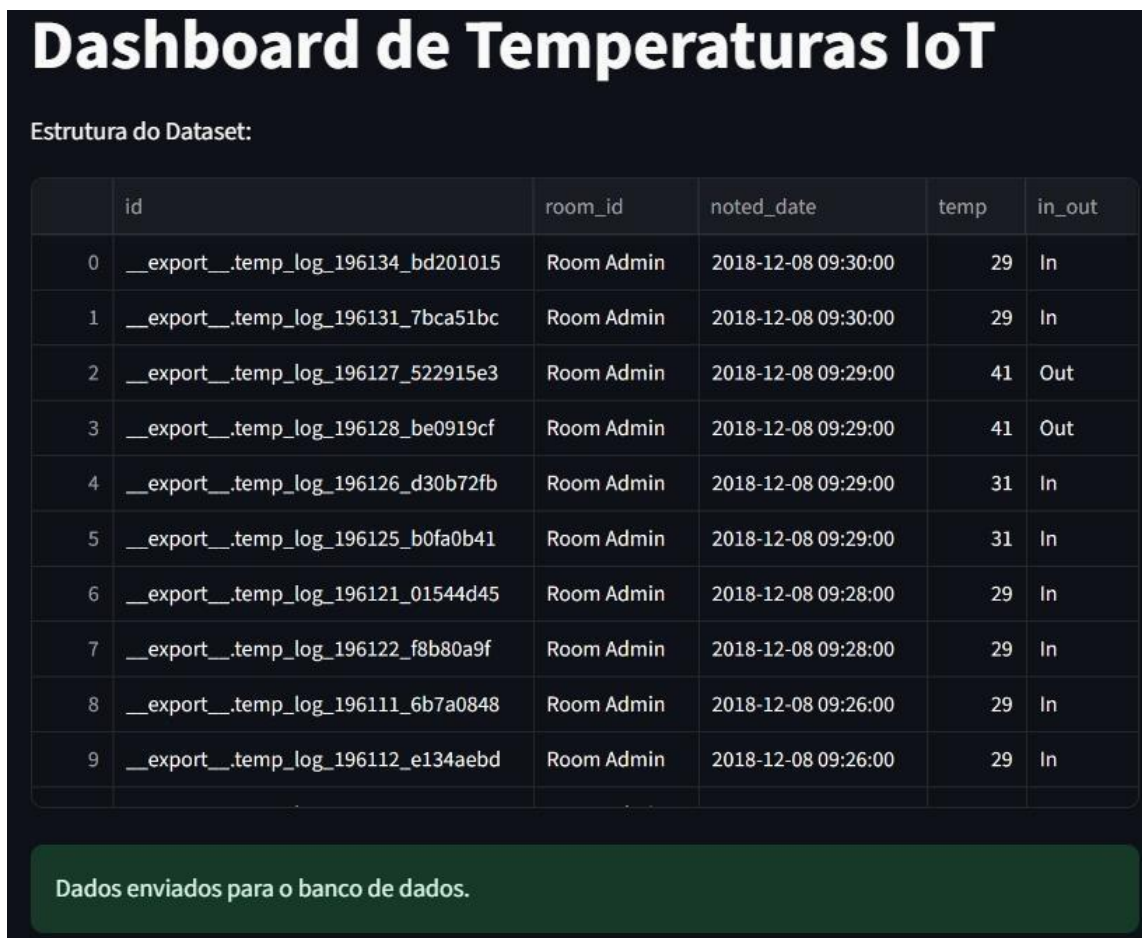 Dashboard de Temperaturas IoT
Estrutura do Dataset:
id room_id noted_date temp in_out
0 __export__.temp_log_196134_bd201015 Room Admin 2018-12-08 09:30:00 29 In
1 __export__.temp_log_196131_7bca51bc Room Admin 2018-12-08 09:30:00 29 In
2 __export__.temp_log_196127_522915e3 Room Admin 2018-12-08 09:29:00 41 Out
3 __export__.temp_log_196128_be0919cf Room Admin 2018-12-08 09:29:00 41 Out
4 __export__.temp_log_196126_d30b72fb Room Admin 2018-12-08 09:29:00 31 In
5 __export__.temp_log_196125_b0fa0b41 Room Admin 2018-12-08 09:29:00 31 In
6 __export__.temp_log_196121_01544d45 Room Admin 2018-12-08 09:28:00 29 In
7 __export__.temp_log_196122_f8b80a9f Room Admin 2018-12-08 09:28:00 29 In
8 __export__.temp_log_196111_6b7a0848 Room Admin 2018-12-08 09:26:00 29 In
9 __export__.temp_log_196112_e134aebd Room Admin 2018-12-08 09:26:00 29 In
Dados enviados para o banco de dados.